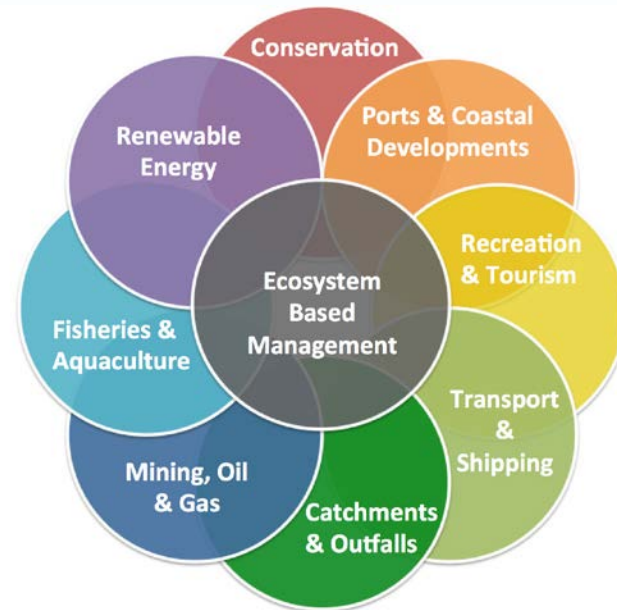 Conservation
Ports & Coastal
Developments
Recreation
& Tourism
Transport
&
Shipping
Catchments
& Outfalls
Mining, Oil
& Gas
Fisheries &
Aquaculture
Renewable
Energy
Ecosystem
Based
Management